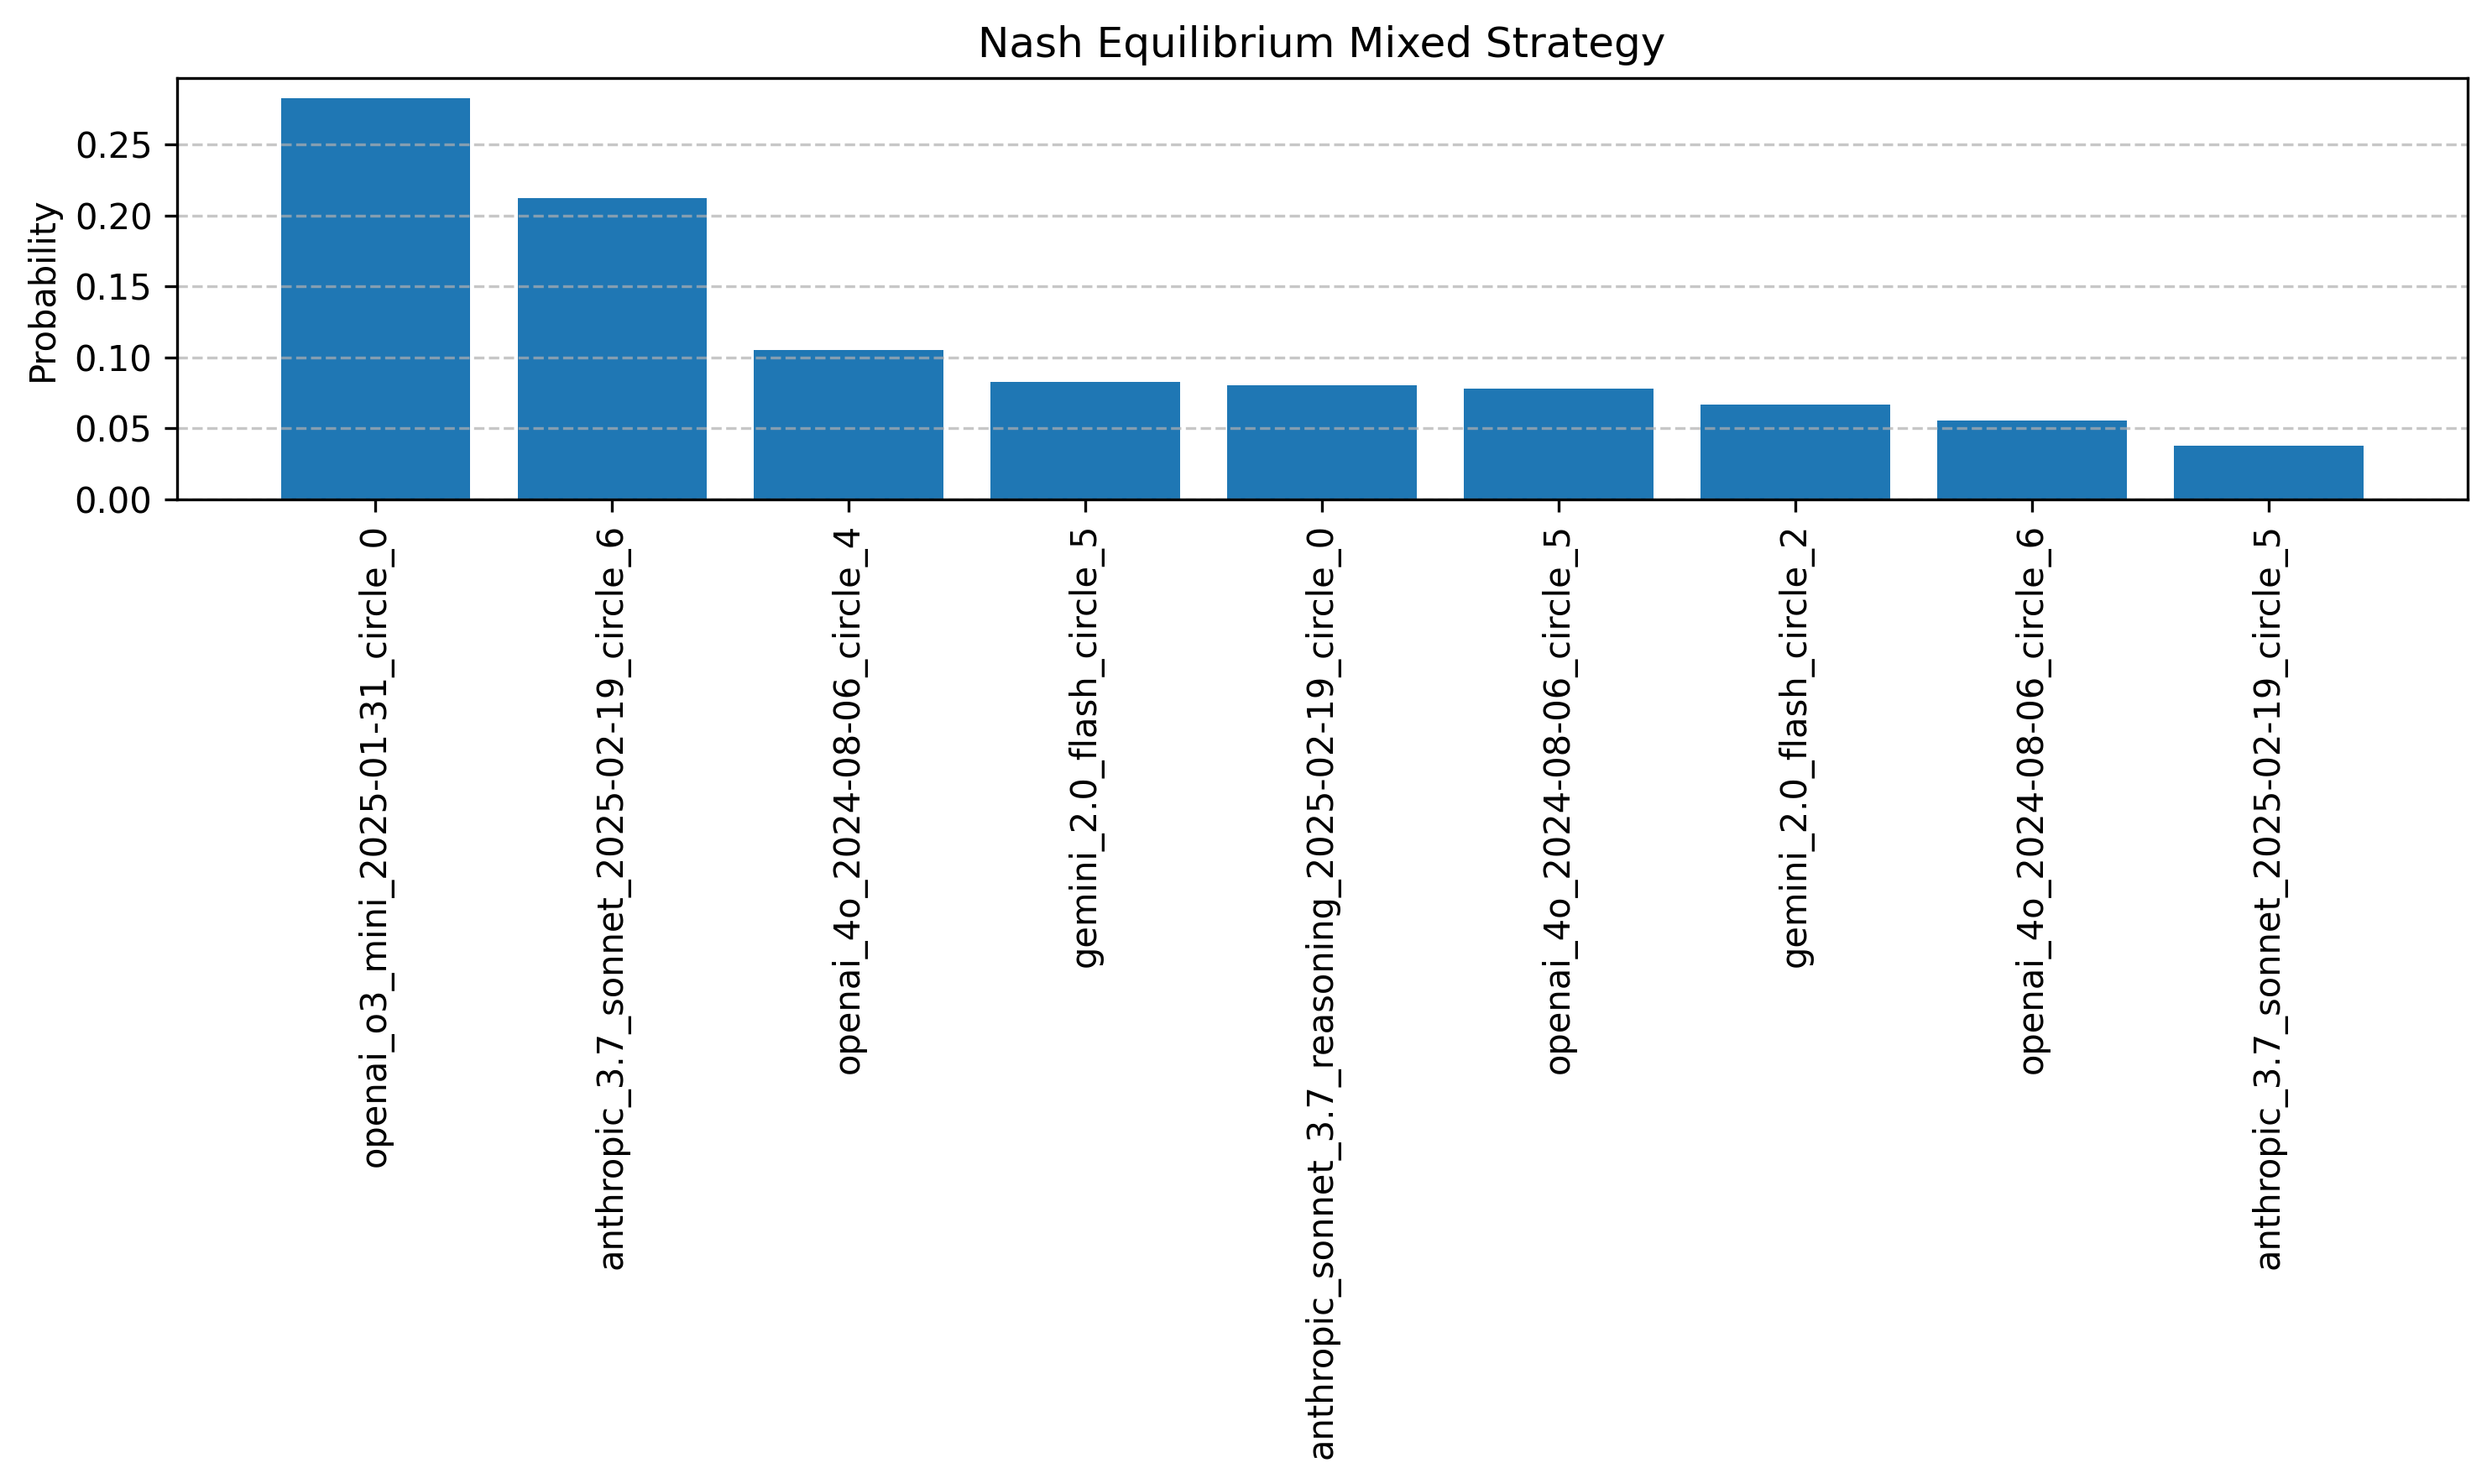 Nash Equilibrium Mixed Strategy
Probability
0.25
0.20
0.15
0.10
0.05
0.00
openai_o3_mini_2025-01-31_circle_0
anthropic_3.7_sonnet_2025-02-19_circle_6
openai_4o_2024-08-06_circle_4
gemini_2.0_flash_circle_5
anthropic_sonnet_3.7_reasoning_2025-02-19_circle_0
openai_4o_2024-08-06_circle_5
gemini_2.0_flash_circle_2
openai_4o_2024-08-06_circle_6
anthropic_3.7_sonnet_2025-02-19_circle_5